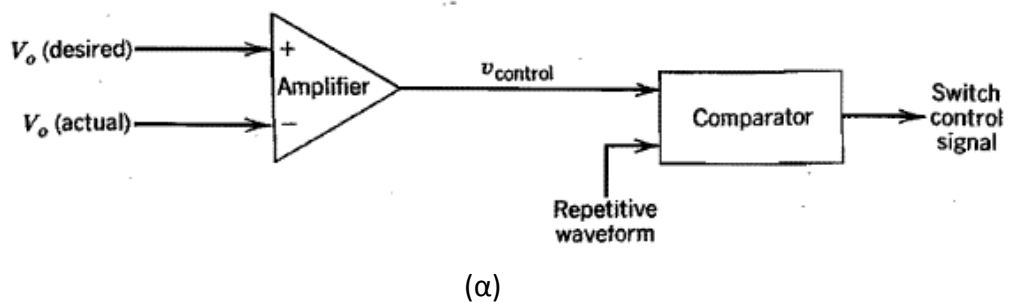 V_o (desired)
+
Amplifier
V_o (actual)
−
v_control
Comparator
Switch
control
signal
Repetitive
waveform
(α)